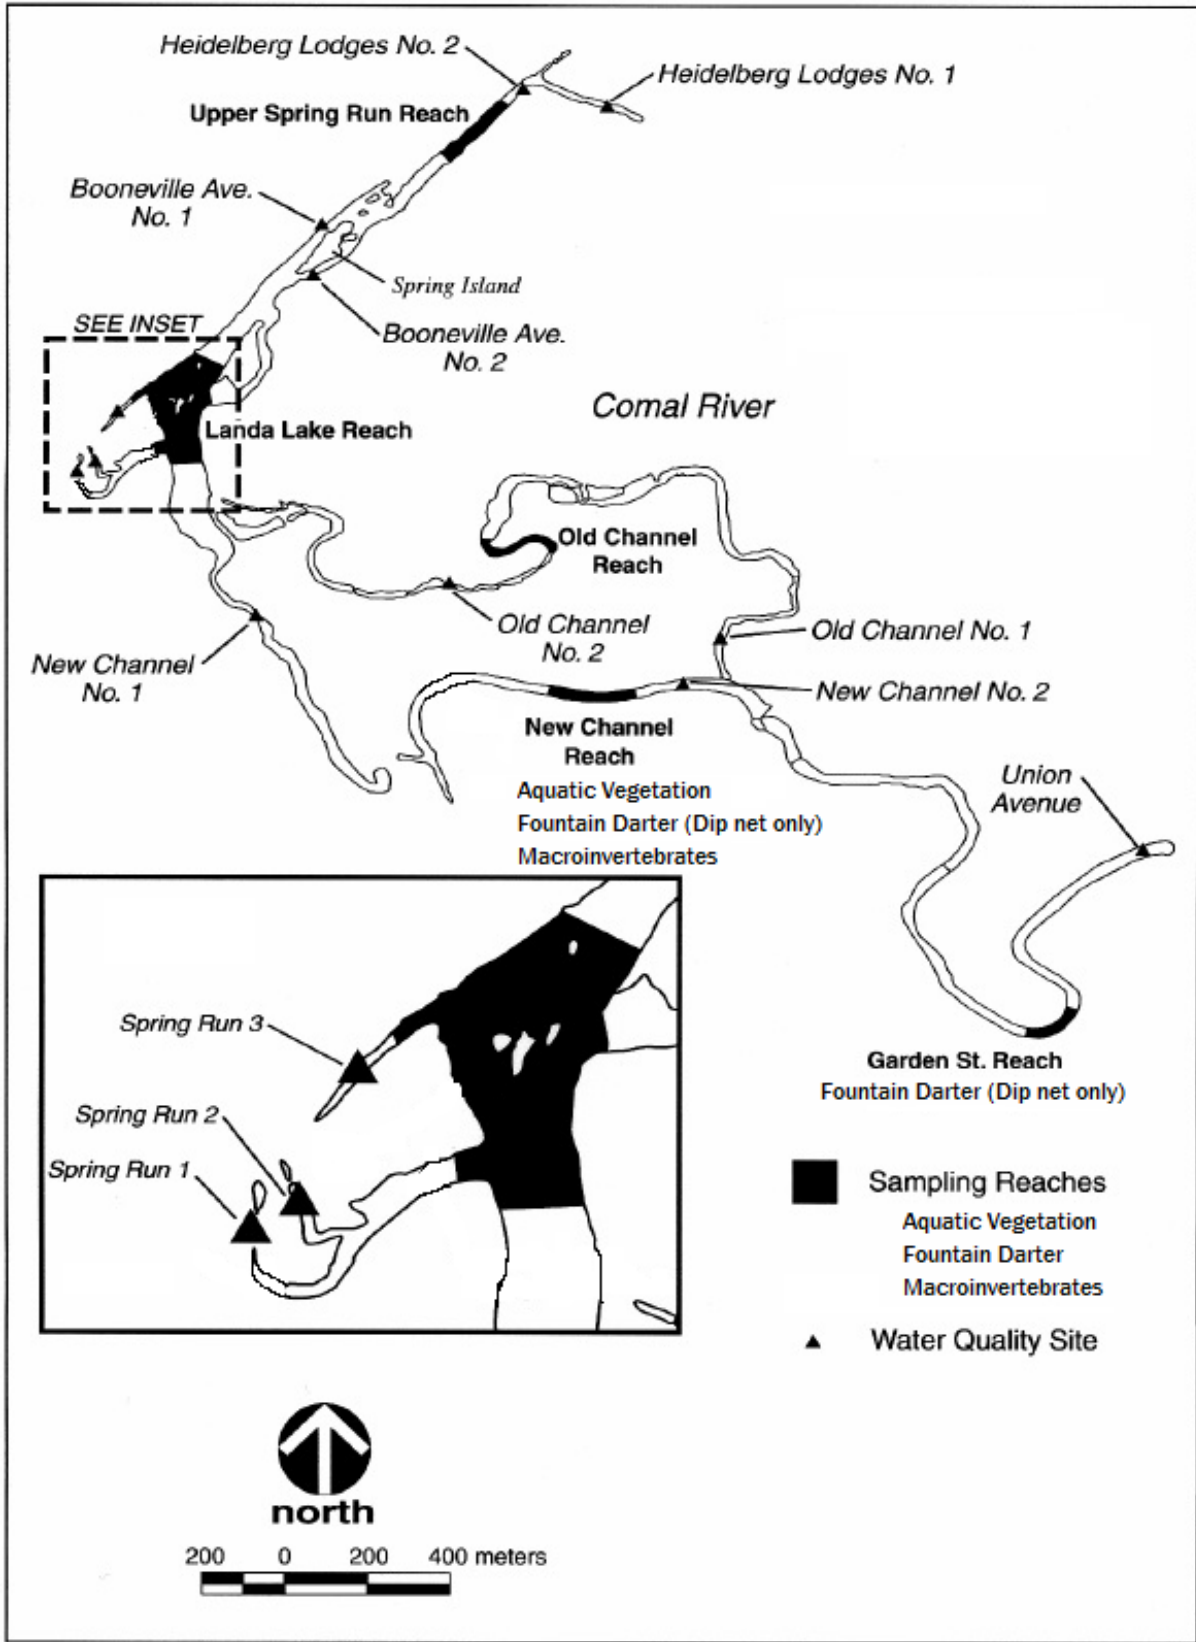 Heidelberg Lodges No. 2
Heidelberg Lodges No. 1
Upper Spring Run Reach
Booneville Ave.
No. 1
Spring Island
SEE INSET
Booneville Ave.
No. 2
Comal River
Landa Lake Reach
Old Channel
Reach
Old Channel
No. 2
Old Channel No. 1
New Channel
No. 1
New Channel No. 2
New Channel
Reach
Aquatic Vegetation
Fountain Darter (Dip net only)
Macroinvertebrates
Union
Avenue
Spring Run 3
Spring Run 2
Spring Run 1
Garden St. Reach
Fountain Darter (Dip net only)
Sampling Reaches
Aquatic Vegetation
Fountain Darter
Macroinvertebrates
Water Quality Site
north
200 0 200 400 meters